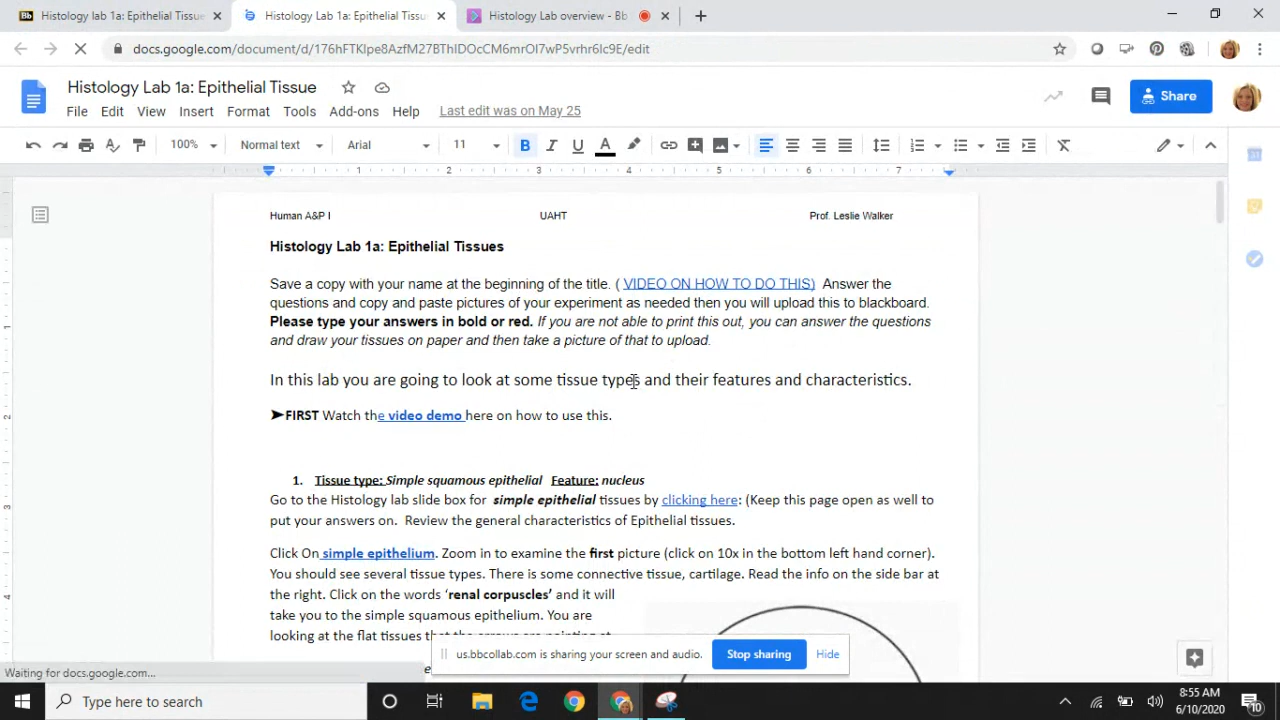 Histology lab 1a: Epithelial Tissues
Histology Lab 1a: Epithelial Tissu
Histology Lab overview - Bb
docs.google.com/document/d/176hFTKlpe8AzfM27BThIDOcCM6mrOl7wP5vrhr6lc9E/edit
Histology Lab 1a: Epithelial Tissue
File Edit View Insert Format Tools Add-ons Help Last edit was on May 25
Share
100% Normal text Arial 11
1 2 3 4 5 6 7
Human A&P I UAHT Prof. Leslie Walker
Histology Lab 1a: Epithelial Tissues
Save a copy with your name at the beginning of the title. ( VIDEO ON HOW TO DO THIS) Answer the
questions and copy and paste pictures of your experiment as needed then you will upload this to blackboard.
Please type your answers in bold or red. If you are not able to print this out, you can answer the questions
and draw your tissues on paper and then take a picture of that to upload.
In this lab you are going to look at some tissue types and their features and characteristics.
➤FIRST Watch the video demo here on how to use this.
1. Tissue type: Simple squamous epithelial Feature: nucleus
Go to the Histology lab slide box for simple epithelial tissues by clicking here: (Keep this page open as well to
put your answers on. Review the general characteristics of Epithelial tissues.
Click On simple epithelium. Zoom in to examine the first picture (click on 10x in the bottom left hand corner).
You should see several tissue types. There is some connective tissue, cartilage. Read the info on the side bar at
the right. Click on the words ‘renal corpuscles’ and it will
take you to the simple squamous epithelium. You are
looking at the flat tissues that the arrows are pointing at
us.bbcollab.com is sharing your screen and audio. Stop sharing Hide
Waiting for docs.google.com...
Type here to search
8:55 AM
6/10/2020
10